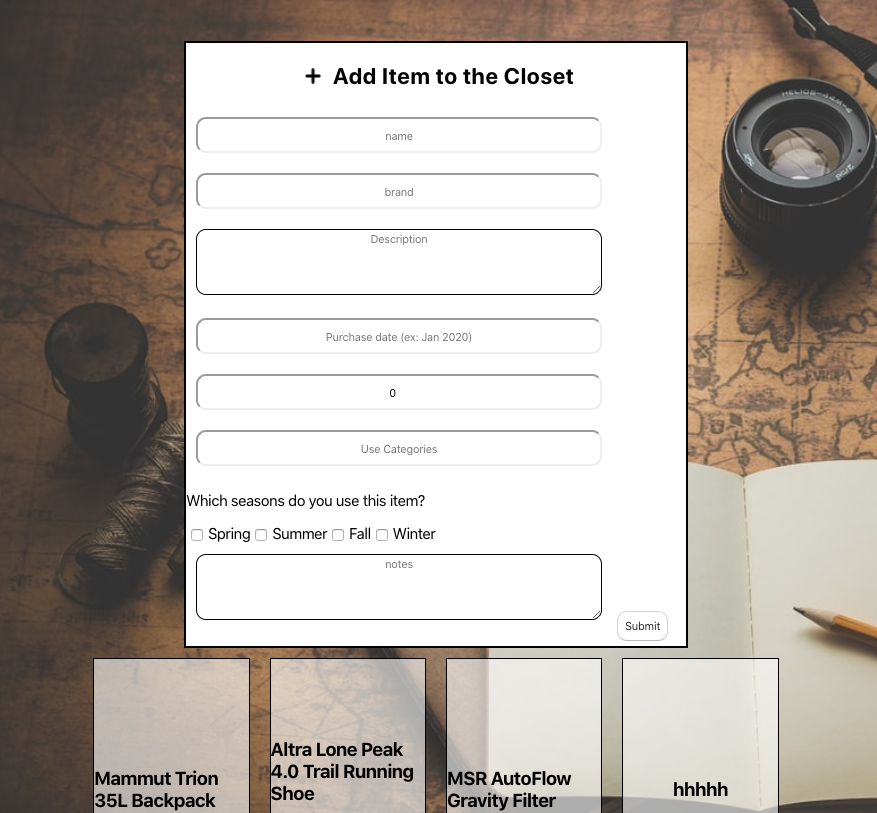 + Add Item to the Closet
name
brand
Description
Purchase date (ex: Jan 2020)
0
Use Categories
Which seasons do you use this item?
Spring Summer Fall Winter
notes
Submit
Mammut Trion
35L Backpack
Altra Lone Peak
4.0 Trail Running
Shoe
MSR AutoFlow
Gravity Filter
hhhhh